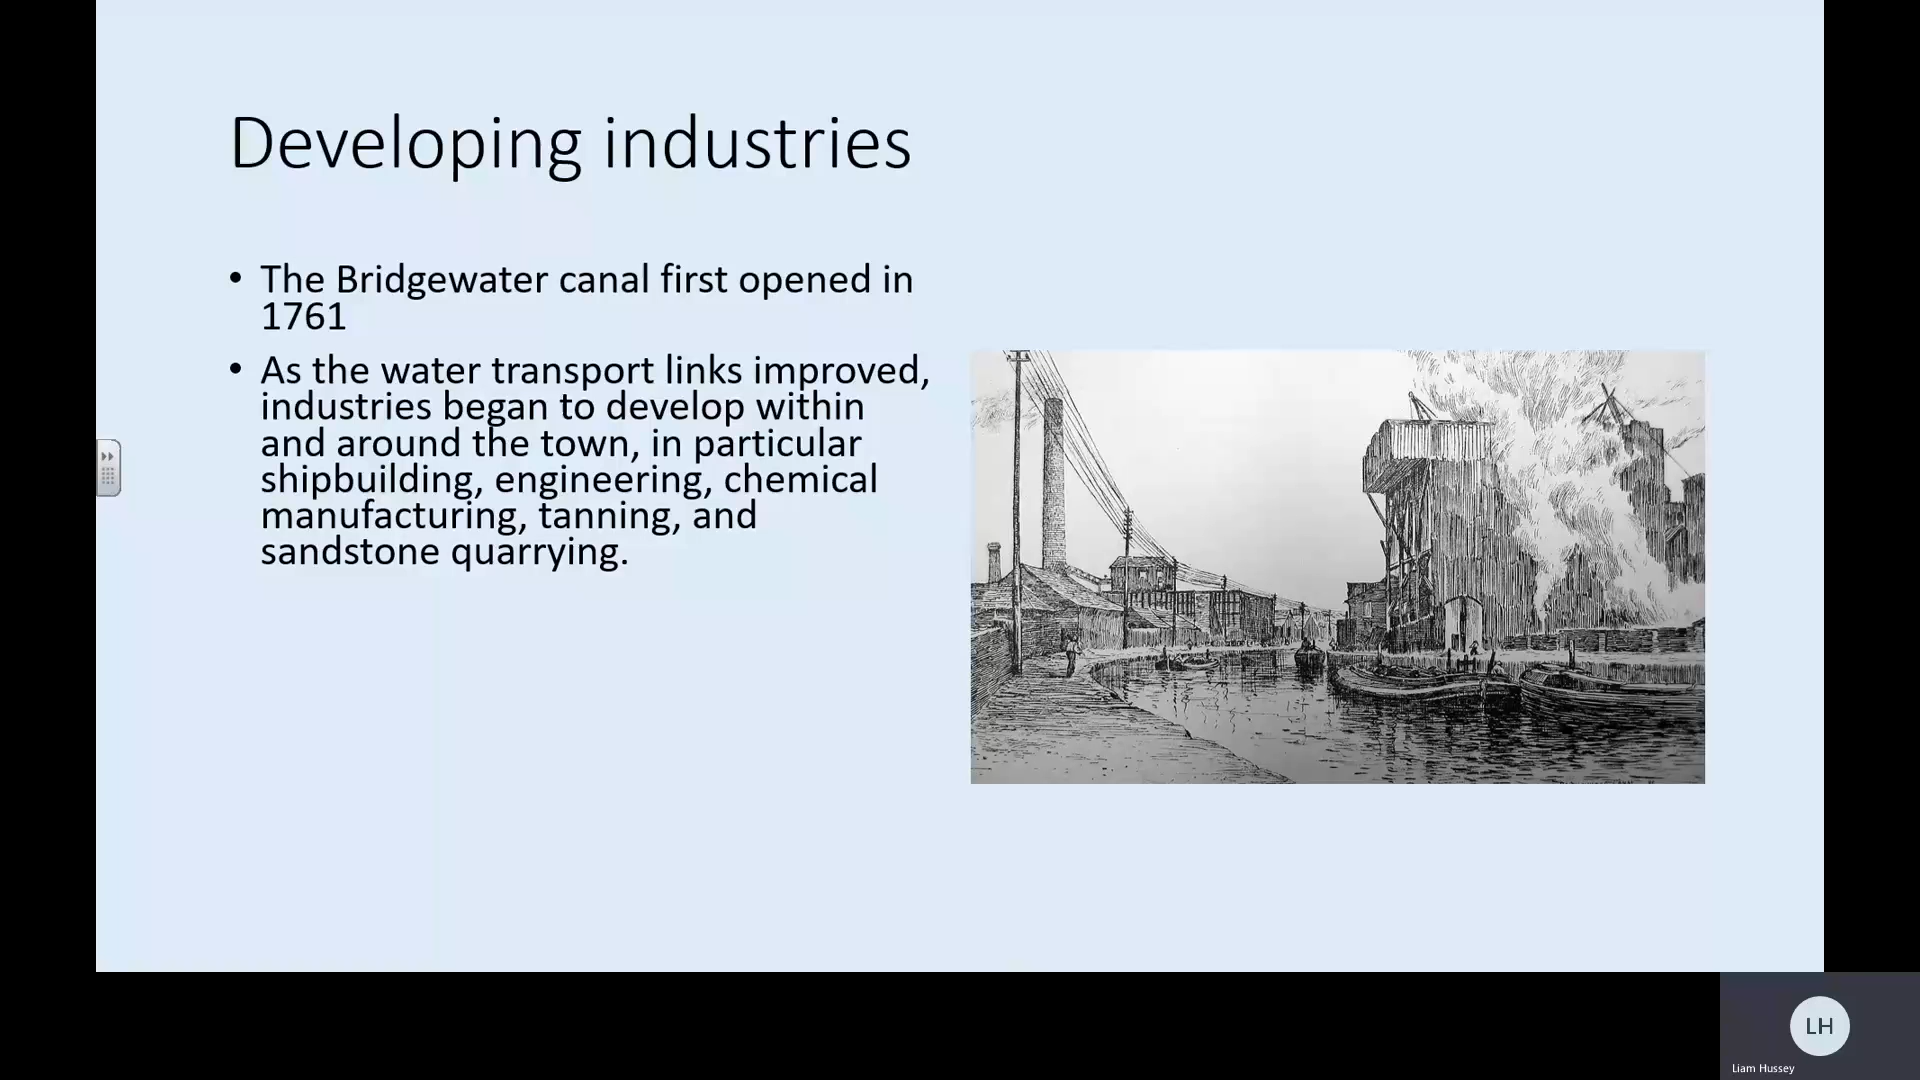 Developing industries
• The Bridgewater canal first opened in
1761
• As the water transport links improved,
industries began to develop within
and around the town, in particular
shipbuilding, engineering, chemical
manufacturing, tanning, and
sandstone quarrying.
LH
Liam Hussey